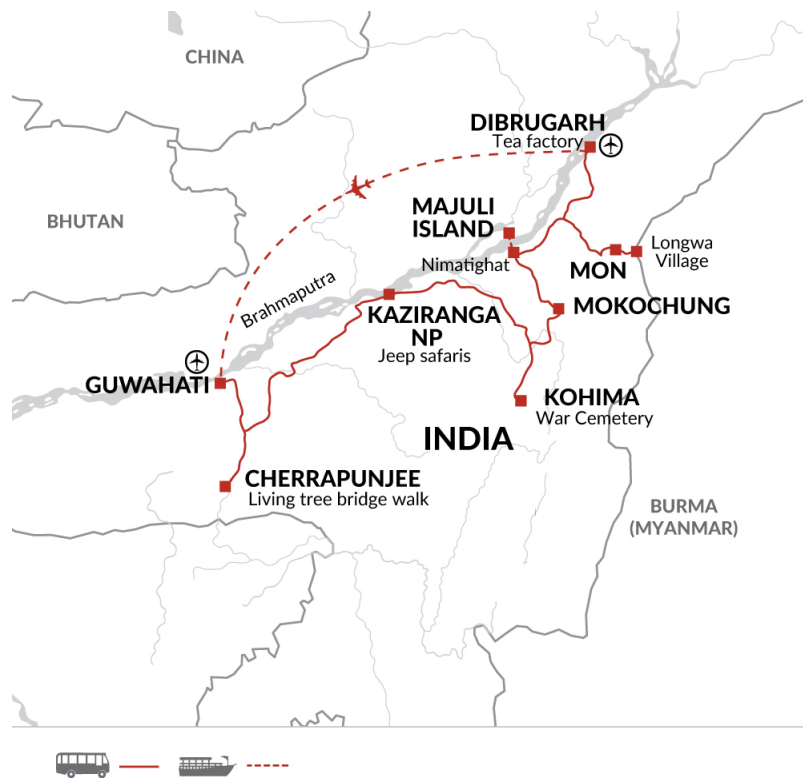 CHINA
DIBRUGARH
Tea factory
BHUTAN
MAJULI
ISLAND
Longwa
Village
Nimatighat
MON
Brahmaputra
MOKOCHUNG
KAZIRANGA
NP
Jeep safaris
GUWAHATI
KOHIMA
War Cemetery
INDIA
CHERRAPUNJEE
Living tree bridge walk
BURMA
(MYANMAR)